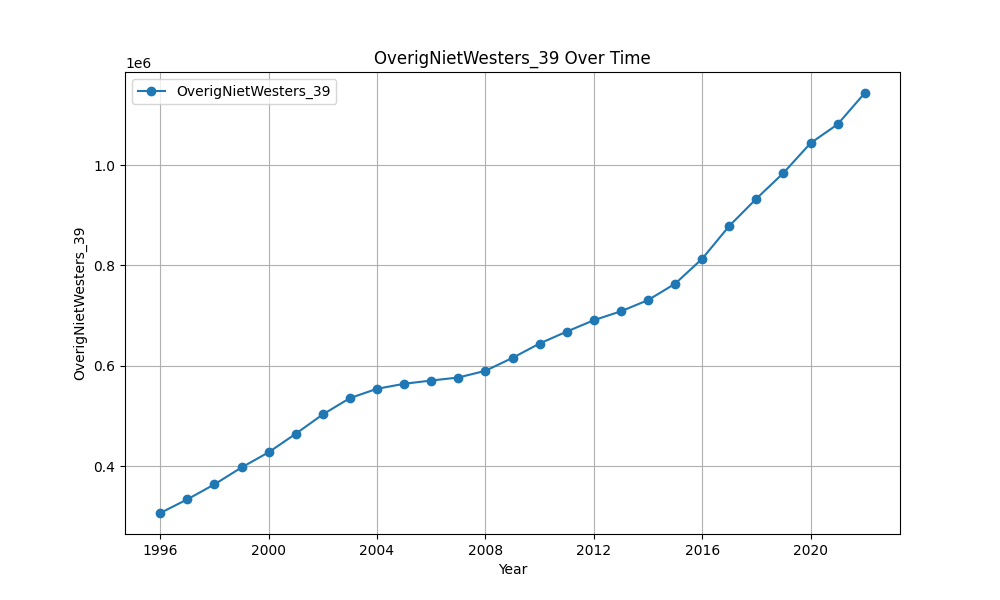 OverigNietWesters_39 Over Time
1e6
OverigNietWesters_39
OverigNietWesters_39
1.0
0.8
0.6
0.4
1996 2000 2004 2008 2012 2016 2020
Year